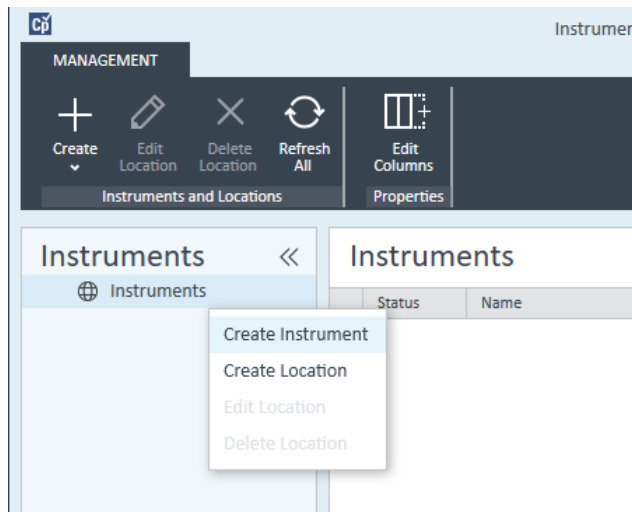 Cp
Instrumen
MANAGEMENT
Create
Edit
Location
Delete
Location
Refresh
All
Edit
Columns
Instruments and Locations
Properties
Instruments
Instruments
Instruments
Status
Name
Create Instrument
Create Location
Edit Location
Delete Location